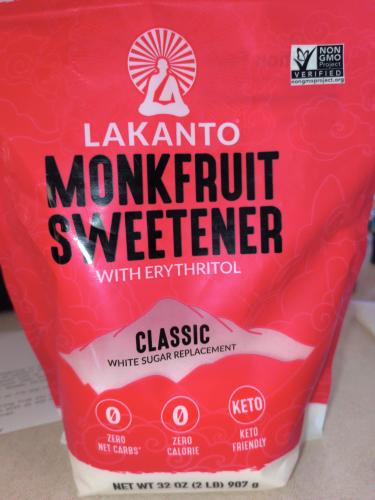 NON
GMO
Project
VERIFIED
nongmoproject.org
LAKANTO
MONKFRUIT
SWEETENER
WITH ERYTHRITOL
CLASSIC
WHITE SUGAR REPLACEMENT
0
ZERO
NET CARBS*
0
ZERO
CALORIE
KETO
KETO
FRIENDLY
NET WT 32 OZ (2 LB) 907 g